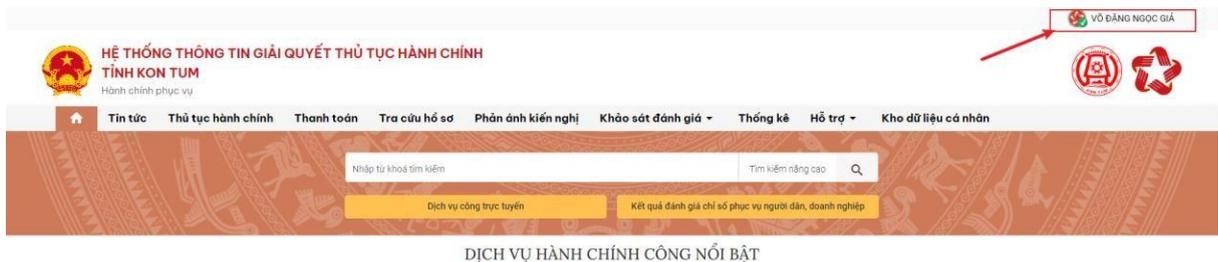 VÕ ĐẶNG NGỌC GIÁ
HỆ THỐNG THÔNG TIN GIẢI QUYẾT THỦ TỤC HÀNH CHÍNH
TỈNH KON TUM
Hành chính phục vụ
Tin tức Thủ tục hành chính Thanh toán Tra cứu hồ sơ Phản ánh kiến nghị Khảo sát đánh giá Thống kê Hỗ trợ Kho dữ liệu cá nhân
Nhập từ khoá tìm kiếm Tìm kiếm nâng cao
Dịch vụ công trực tuyến Kết quả đánh giá chỉ số phục vụ người dân, doanh nghiệp
DỊCH VỤ HÀNH CHÍNH CÔNG NỔI BẬT